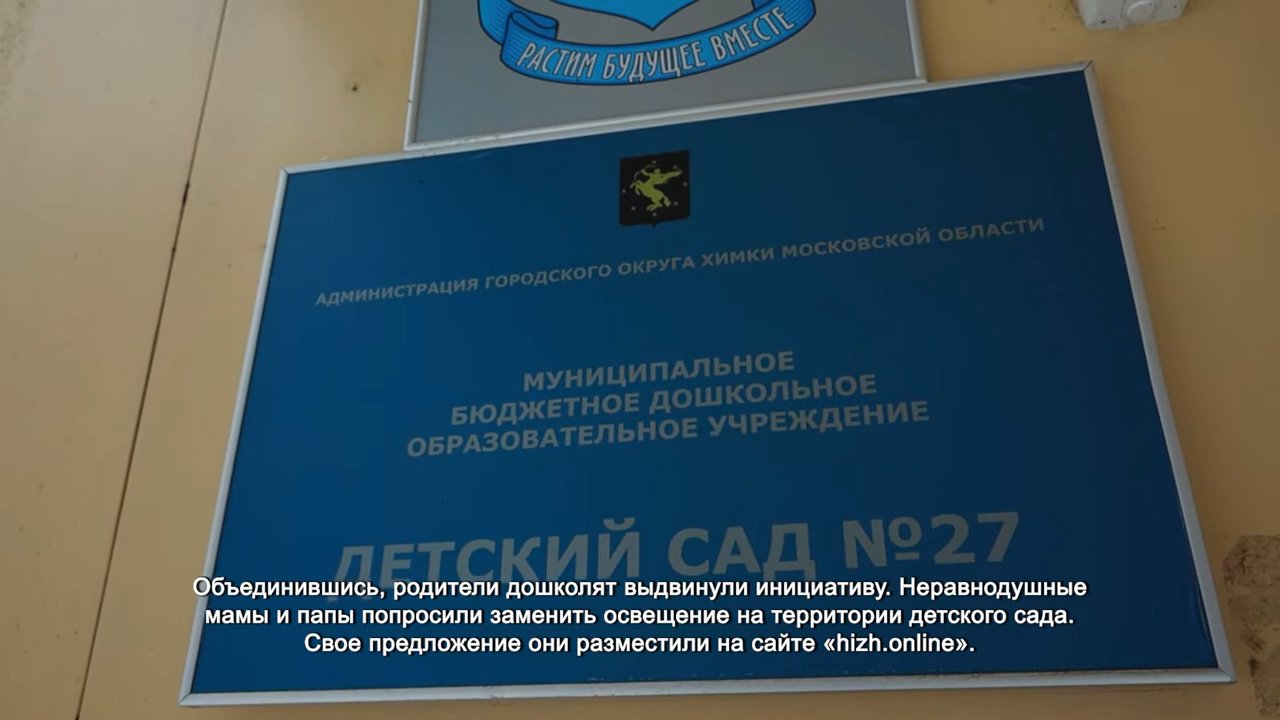 РАСТИМ БУДУЩЕЕ ВМЕСТЕ
АДМИНИСТРАЦИЯ ГОРОДСКОГО ОКРУГА ХИМКИ МОСКОВСКОЙ ОБЛАСТИ
МУНИЦИПАЛЬНОЕ
БЮДЖЕТНОЕ ДОШКОЛЬНОЕ
ОБРАЗОВАТЕЛЬНОЕ УЧРЕЖДЕНИЕ
ДЕТСКИЙ САД №27
Объединившись, родители дошколят выдвинули инициативу. Неравнодушные
мамы и папы попросили заменить освещение на территории детского сада.
Свое предложение они разместили на сайте «hizh.online».